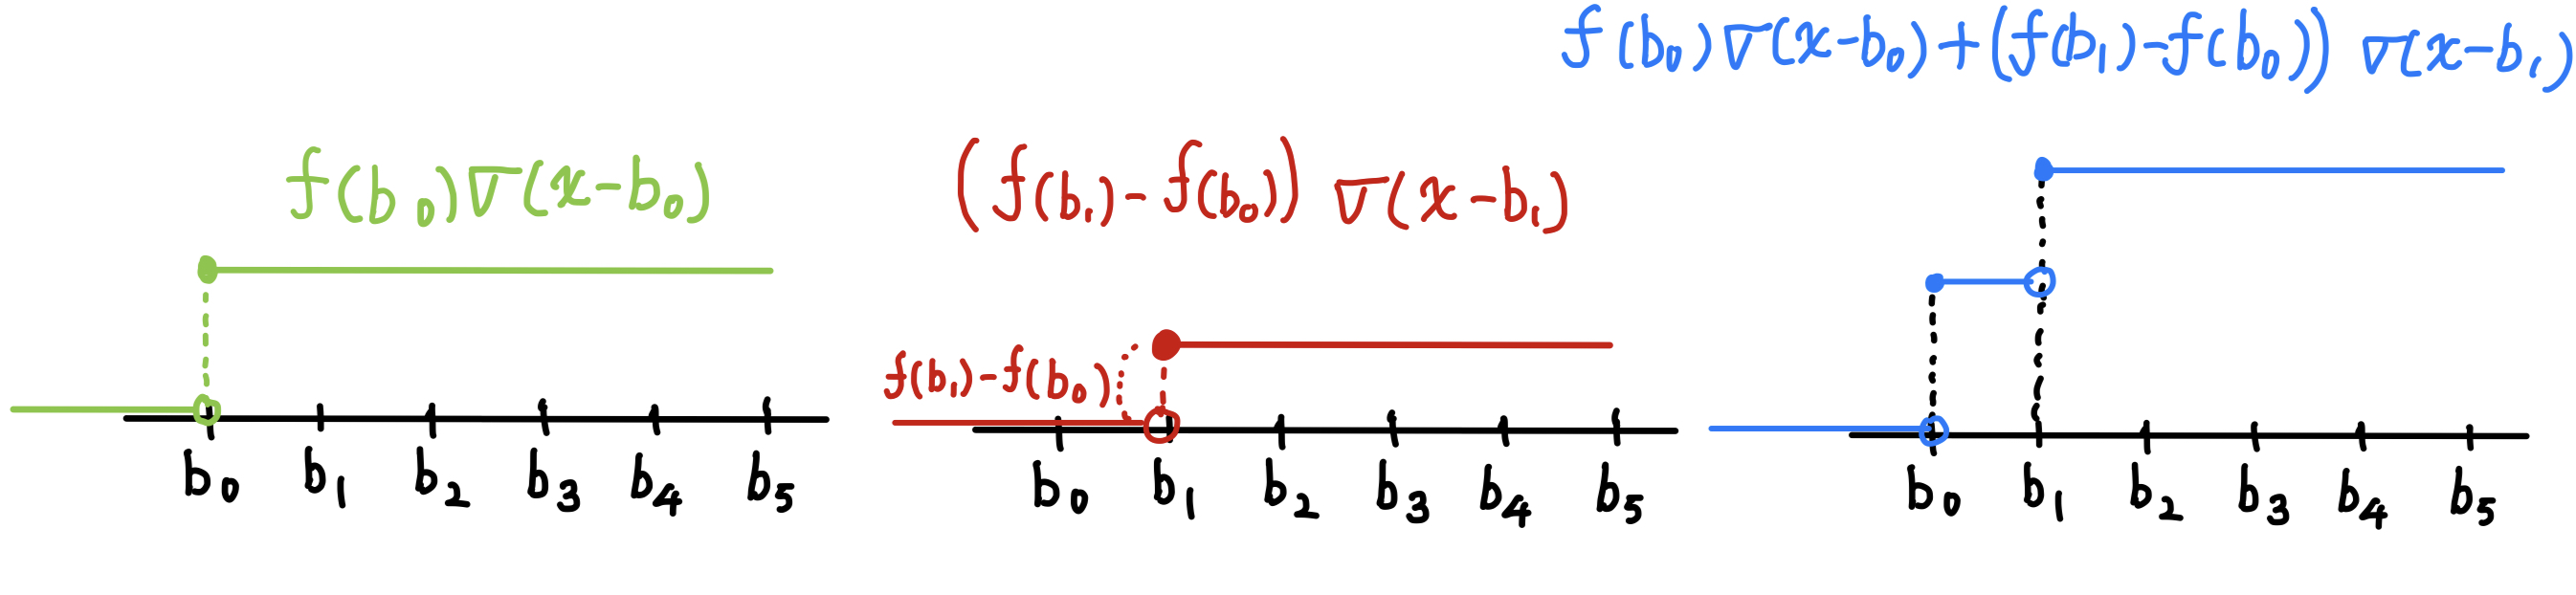 f(b₀)σ(x-b₀)+(f(b₁)-f(b₀))σ(x-b₁)
f(b₀)σ(x-b₀)
(f(b₁)-f(b₀))σ(x-b₁)
f(b₁)-f(b₀)
b₀ b₁ b₂ b₃ b₄ b₅
b₀ b₁ b₂ b₃ b₄ b₅
b₀ b₁ b₂ b₃ b₄ b₅